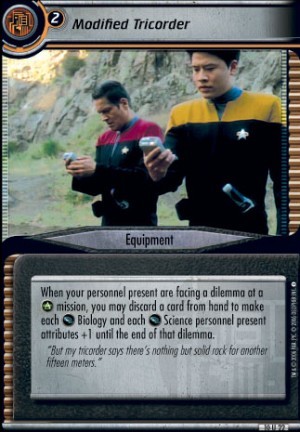 2 Modified Tricorder
Equipment
When your personnel present are facing a dilemma at a
mission, you may discard a card from hand to make
each Biology and each Science personnel present
attributes +1 until the end of that dilemma.
"But my tricorder says there's nothing but solid rock for another
fifteen meters."